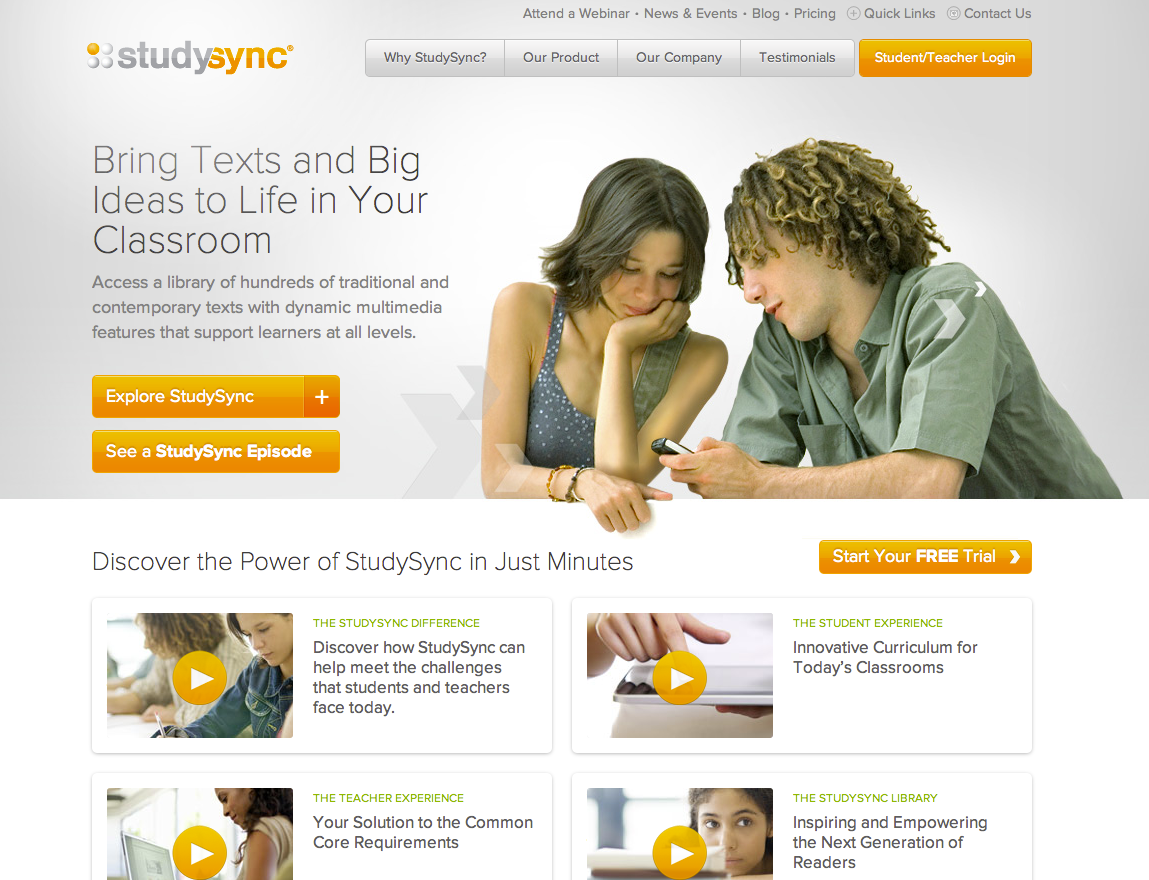 Attend a Webinar • News & Events • Blog • Pricing Quick Links Contact Us
studysync®
Why StudySync? Our Product Our Company Testimonials Student/Teacher Login
Bring Texts and Big
Ideas to Life in Your
Classroom
Access a library of hundreds of traditional and
contemporary texts with dynamic multimedia
features that support learners at all levels.
Explore StudySync +
See a StudySync Episode
Discover the Power of StudySync in Just Minutes
Start Your FREE Trial
THE STUDYSYNC DIFFERENCE
Discover how StudySync can
help meet the challenges
that students and teachers
face today.
THE STUDENT EXPERIENCE
Innovative Curriculum for
Today’s Classrooms
THE TEACHER EXPERIENCE
Your Solution to the Common
Core Requirements
THE STUDYSYNC LIBRARY
Inspiring and Empowering
the Next Generation of
Readers